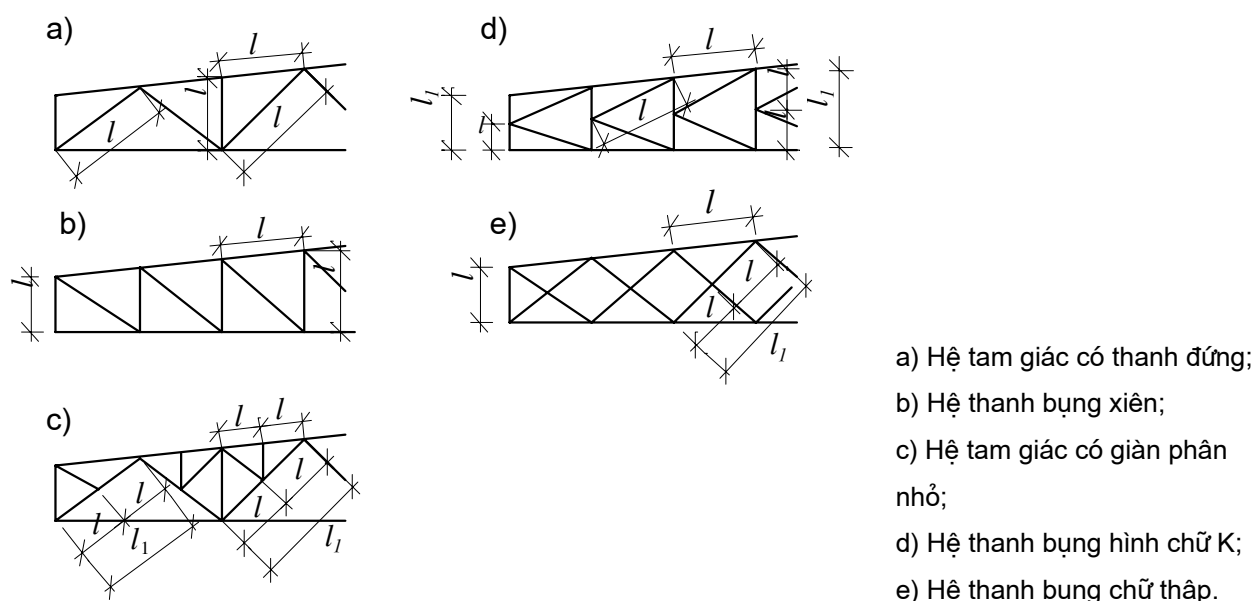 a)
l
l
l
l
d)
l
l
l
l1
l
l
l1
b)
l
l
l
e)
l
l
l
l
l1
c)
l
l
l
l
l
l
l1
l1
a) Hệ tam giác có thanh đứng;
b) Hệ thanh bụng xiên;
c) Hệ tam giác có giàn phân
nhỏ;
d) Hệ thanh bụng hình chữ K;
e) Hệ thanh bụng chữ thập.